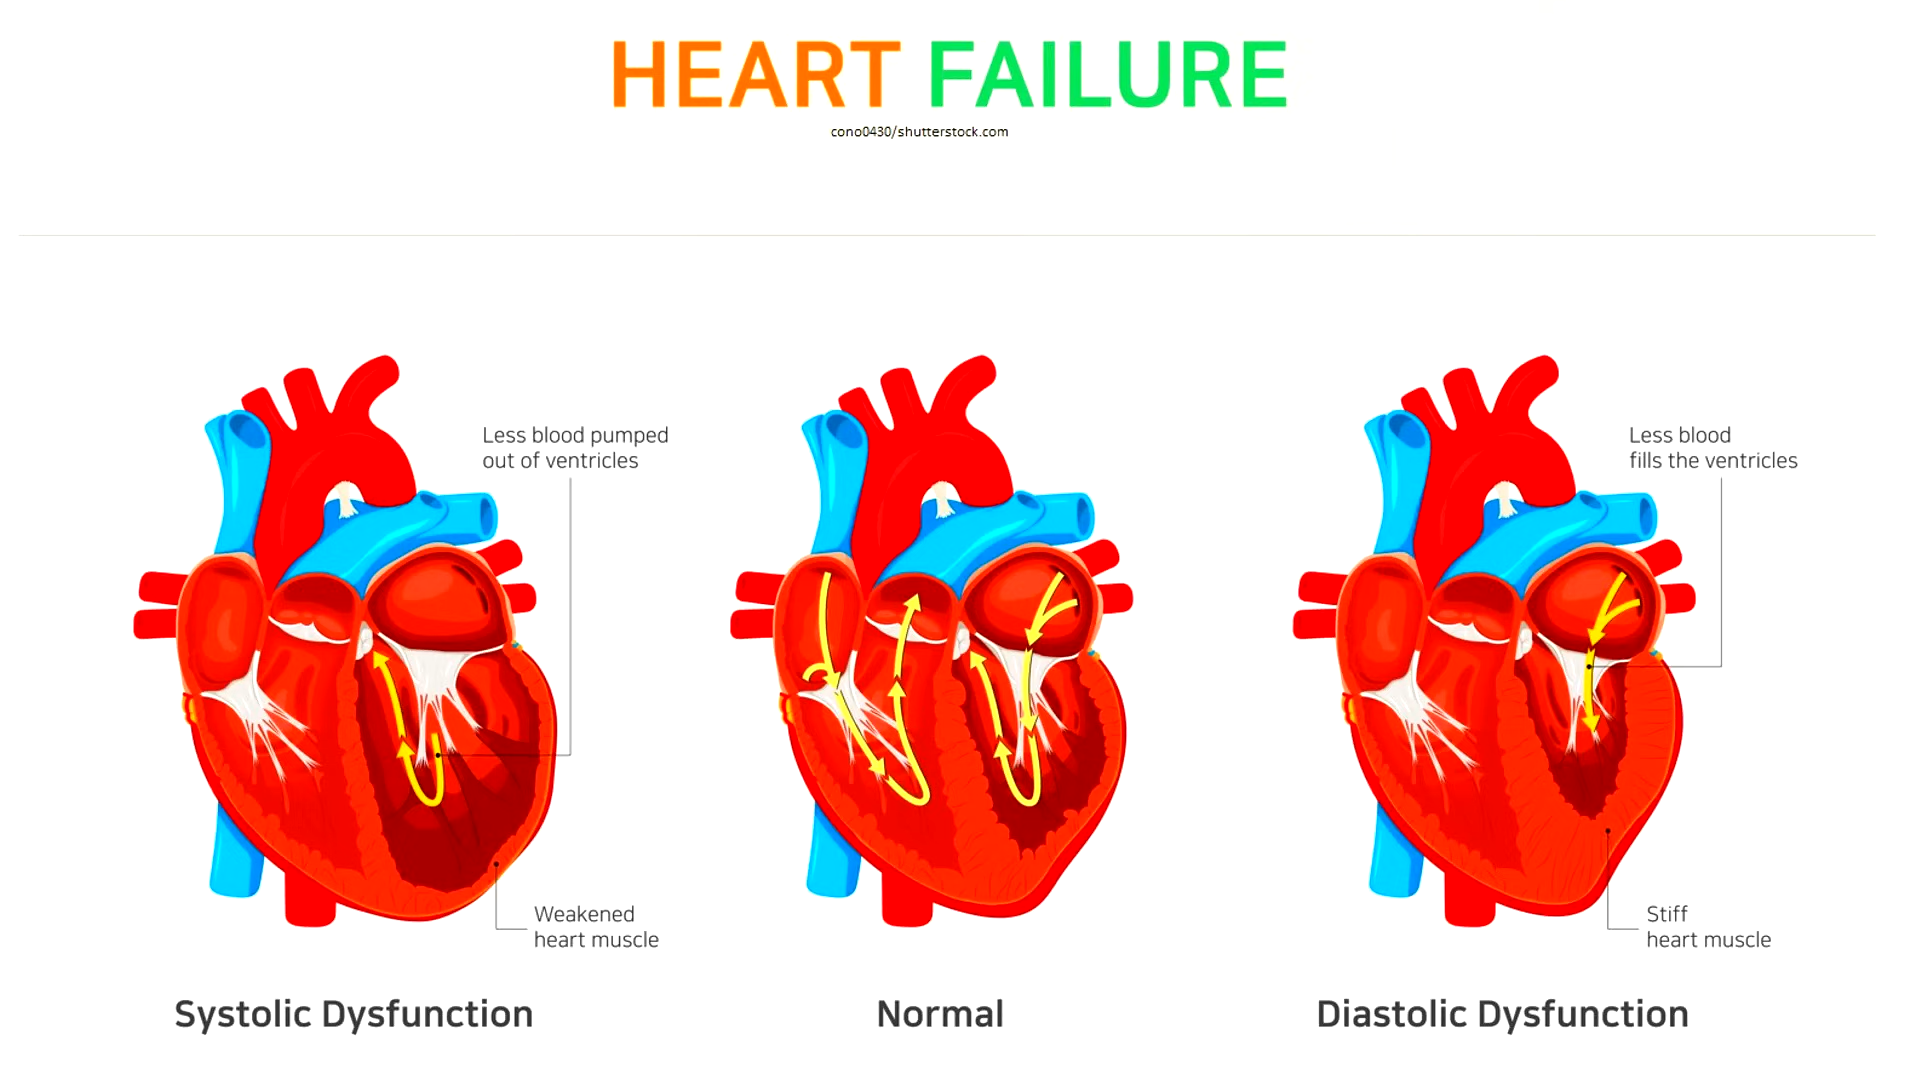 HEART FAILURE
cono0430/shutterstock.com
Less blood pumped
out of ventricles
Weakened
heart muscle
Systolic Dysfunction
Normal
Less blood
fills the ventricles
Stiff
heart muscle
Diastolic Dysfunction